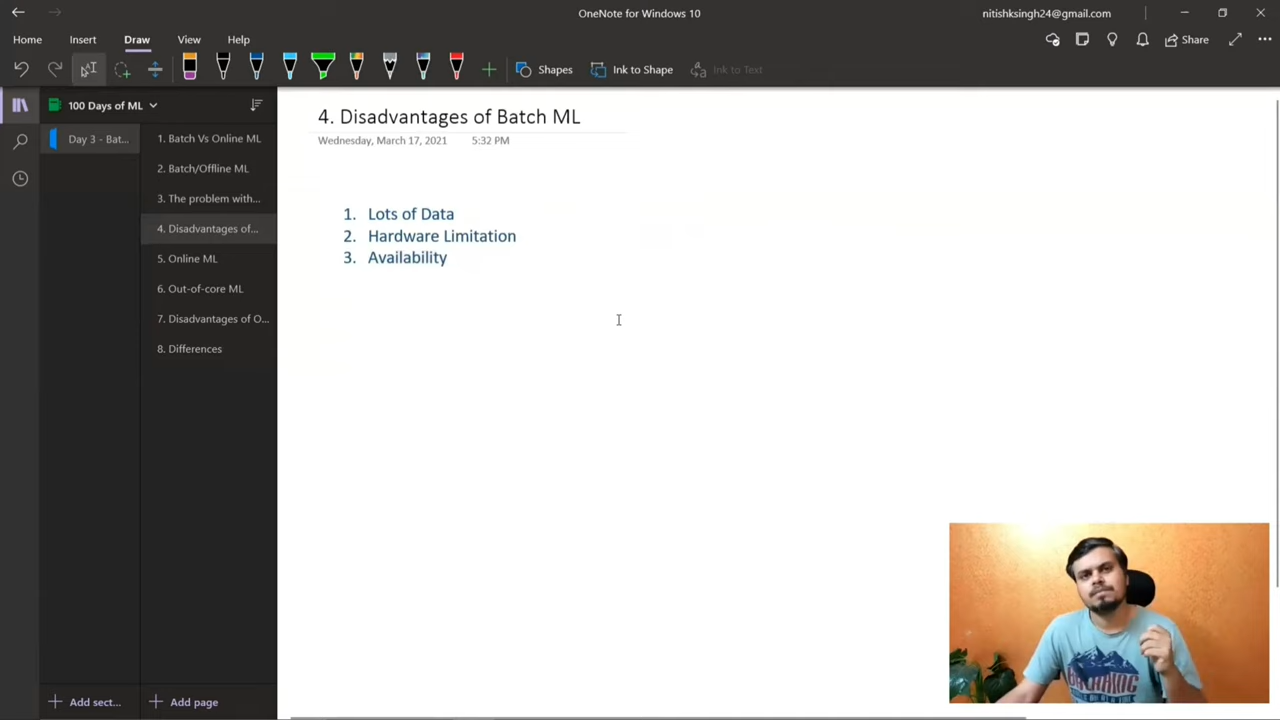 OneNote for Windows 10
nitishksingh24@gmail.com
Home
Insert
Draw
View
Help
Share
Shapes
Ink to Shape
Ink to Text
100 Days of ML
Day 3 - Bat...
1. Batch Vs Online ML
2. Batch/Offline ML
3. The problem with...
4. Disadvantages of...
5. Online ML
6. Out-of-core ML
7. Disadvantages of O...
8. Differences
Add sect...
Add page
4. Disadvantages of Batch ML
Wednesday, March 17, 2021 5:32 PM
1. Lots of Data
2. Hardware Limitation
3. Availability